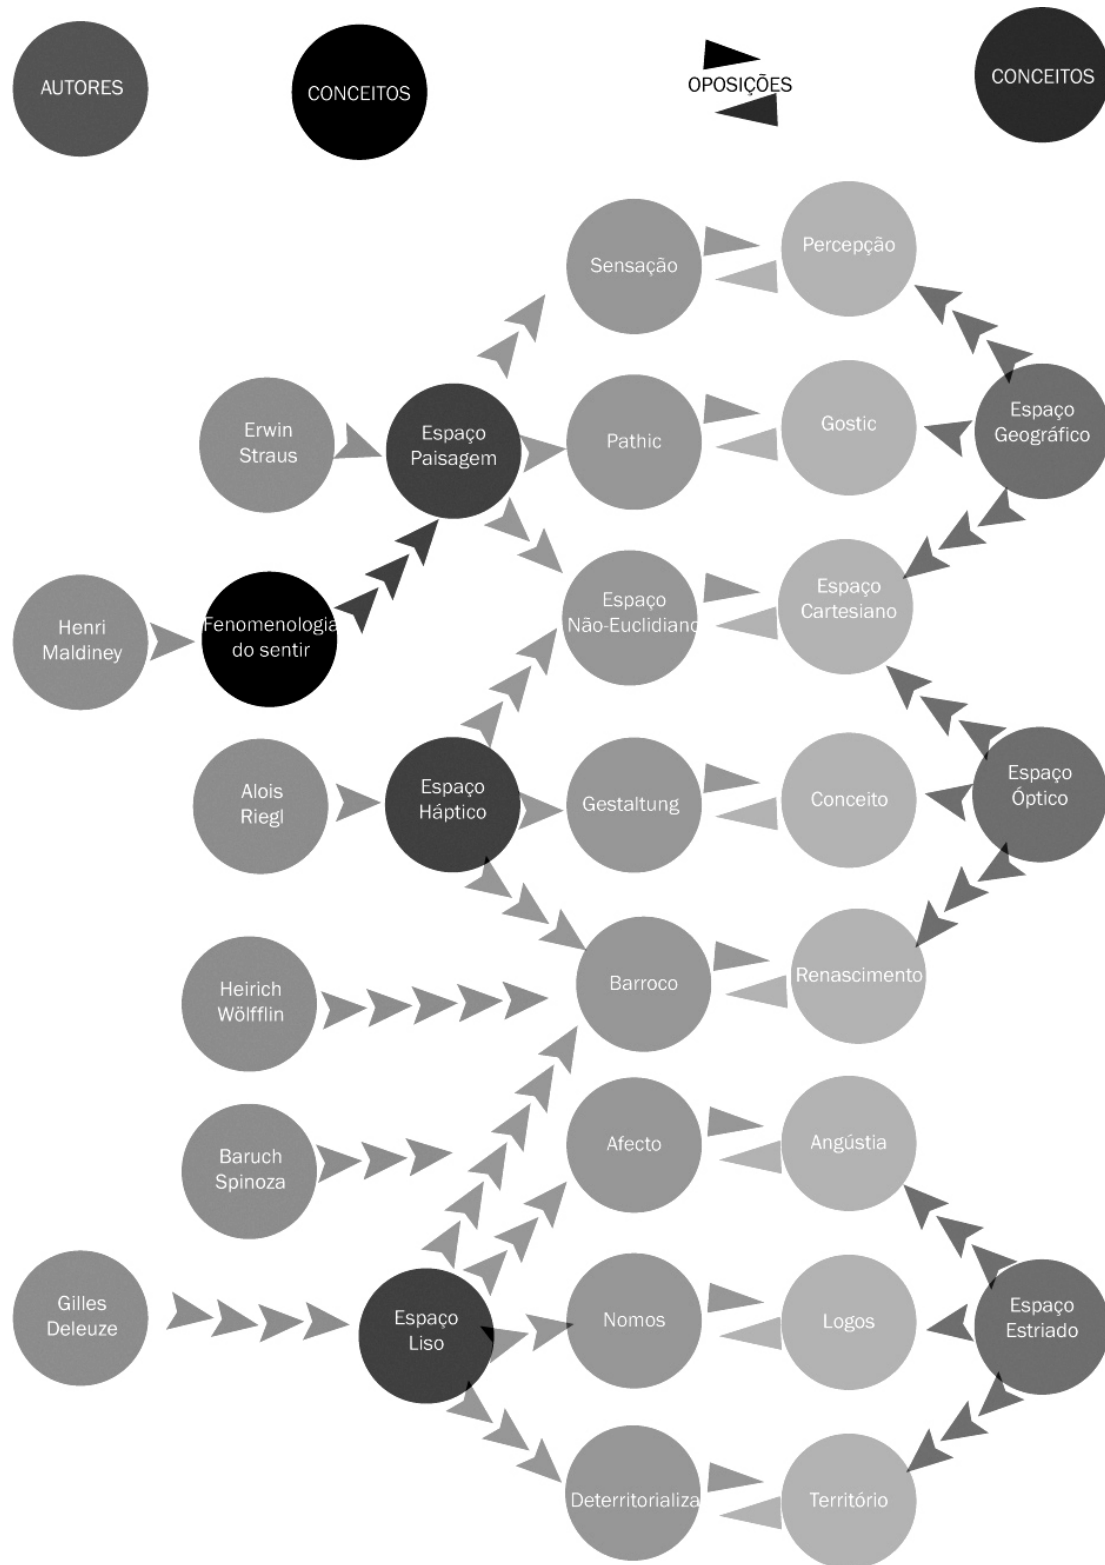 AUTORES
CONCEITOS
OPOSIÇÕES
CONCEITOS
Sensação
Percepção
Erwin
Straus
Espaço
Paisagem
Pathic
Gostic
Espaço
Geográfico
Henri
Maldiney
Fenomenologia
do sentir
Espaço
Não-Euclidiano
Espaço
Cartesiano
Alois
Riegl
Espaço
Háptico
Gestaltung
Conceito
Espaço
Óptico
Heirich
Wölfflin
Barroco
Renascimento
Baruch
Spinoza
Afecto
Angústia
Gilles
Deleuze
Espaço
Liso
Nomos
Logos
Espaço
Estriado
Deterritorializa
Território